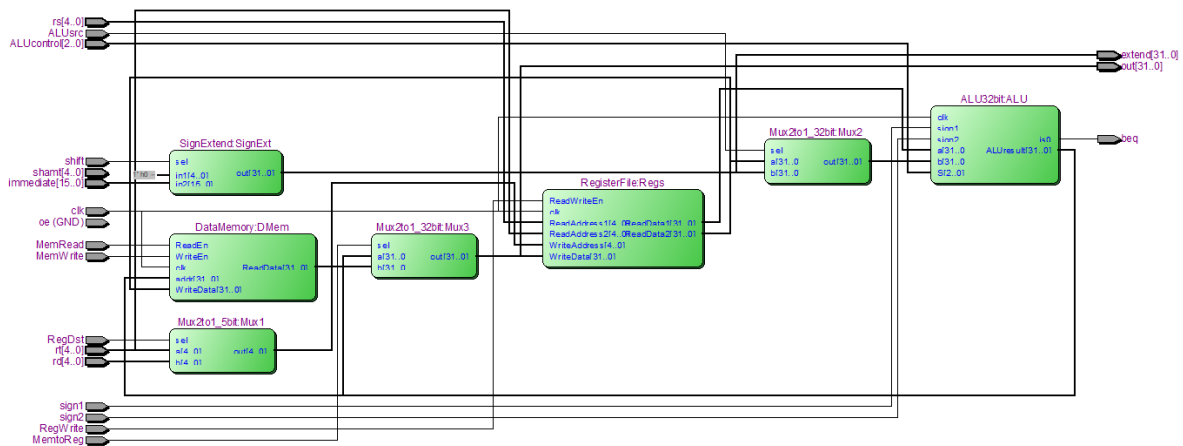 rs[4..0]
ALUsrc
ALUcontrol[2..0]
extend[31..0]
out[31..0]
ALU32bit:ALU
clk
sign1
sign2
is0
a[31..0]
ALUresult[31..0]
b[31..0]
S[2..0]
beq
SignExtend:SignExt
sel
in1[4..0]
out[31..0]
in2[15..0]
shift
shamt[4..0]
immediate[15..0]
Mux2to1_32bit:Mux2
sel
a[31..0
out[31..0]
b[31..0
RegisterFile:Regs
ReadWriteEn
clk
ReadAddress1[4..0
ReadData1[31..0]
ReadAddress2[4..0
ReadData2[31..0]
WriteAddress[4..0]
WriteData[31..0]
clk
oe (GND)
MemRead
MemWrite
DataMemory:DMem
ReadEn
WriteEn
clk
ReadData[31..0]
addr[31..0]
WriteData[31..0]
Mux2to1_32bit:Mux3
sel
a[31..0
out[31..0]
b[31..0
Mux2to1_5bit:Mux1
sel
a[4..0]
out[4..0]
b[4..0]
RegDst
rt[4..0]
rd[4..0]
sign1
sign2
RegWrite
MemtoReg